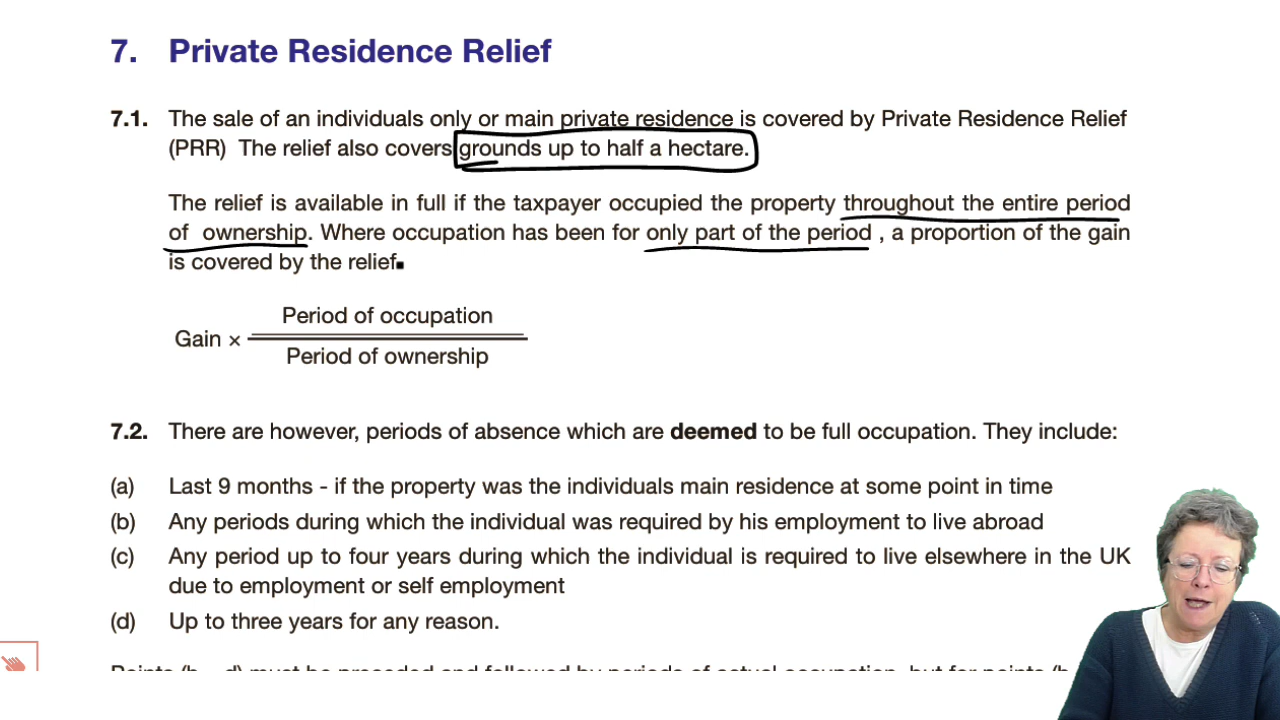 7. Private Residence Relief
7.1. The sale of an individuals only or main private residence is covered by Private Residence Relief
(PRR) The relief also covers grounds up to half a hectare.
The relief is available in full if the taxpayer occupied the property throughout the entire period
of ownership. Where occupation has been for only part of the period , a proportion of the gain
is covered by the relief.
Period of occupation
Gain ×
Period of ownership
7.2. There are however, periods of absence which are deemed to be full occupation. They include:
(a) Last 9 months - if the property was the individuals main residence at some point in time
(b) Any periods during which the individual was required by his employment to live abroad
(c) Any period up to four years during which the individual is required to live elsewhere in the UK
due to employment or self employment
(d) Up to three years for any reason.